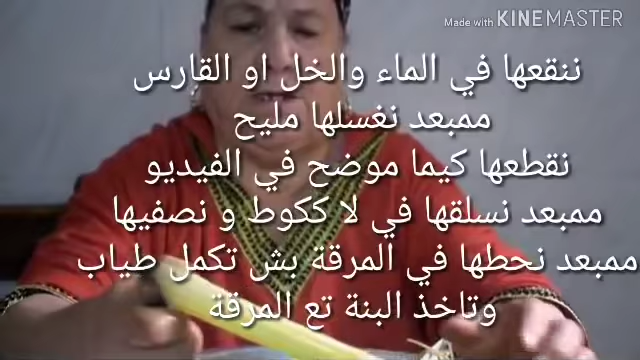 Made with KINEMASTER
ننقعها في الماء والخل او القارس
ممبعد نغسلها مليح
نقطعها كيما موضح في الفيديو
ممبعد نسلقها في لا ككوط و نصفيها
ممبعد نحطها في المرقة بش تكمل طياب
وتاخذ البنة تع المرقة